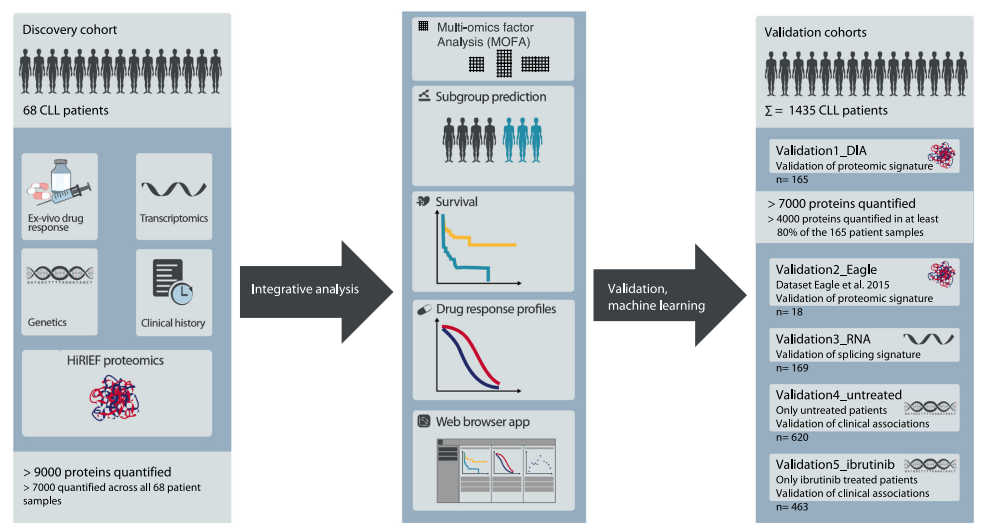 Discovery cohort
68 CLL patients
Ex-vivo drug
response
Transcriptomics
Genetics
Clinical history
HiRIEF proteomics
> 9000 proteins quantified
> 7000 quantified across all 68 patient
samples
Integrative analysis
Multi-omics factor
Analysis (MOFA)
Subgroup prediction
Survival
Drug response profiles
Web browser app
Validation,
machine learning
Validation cohorts
Σ = 1435 CLL patients
Validation1_DIA
Validation of proteomic signature
n= 165
> 7000 proteins quantified
> 4000 proteins quantified in at least
80% of the 165 patient samples
Validation2_Eagle
Dataset Eagle et al. 2015
Validation of proteomic signature
n= 18
Validation3_RNA
Validation of splicing signature
n= 169
Validation4_untreated
Only untreated patients
Validation of clinical associations
n= 620
Validation5_ibrutinib
Only ibrutinib treated patients
Validation of clinical associations
n= 463